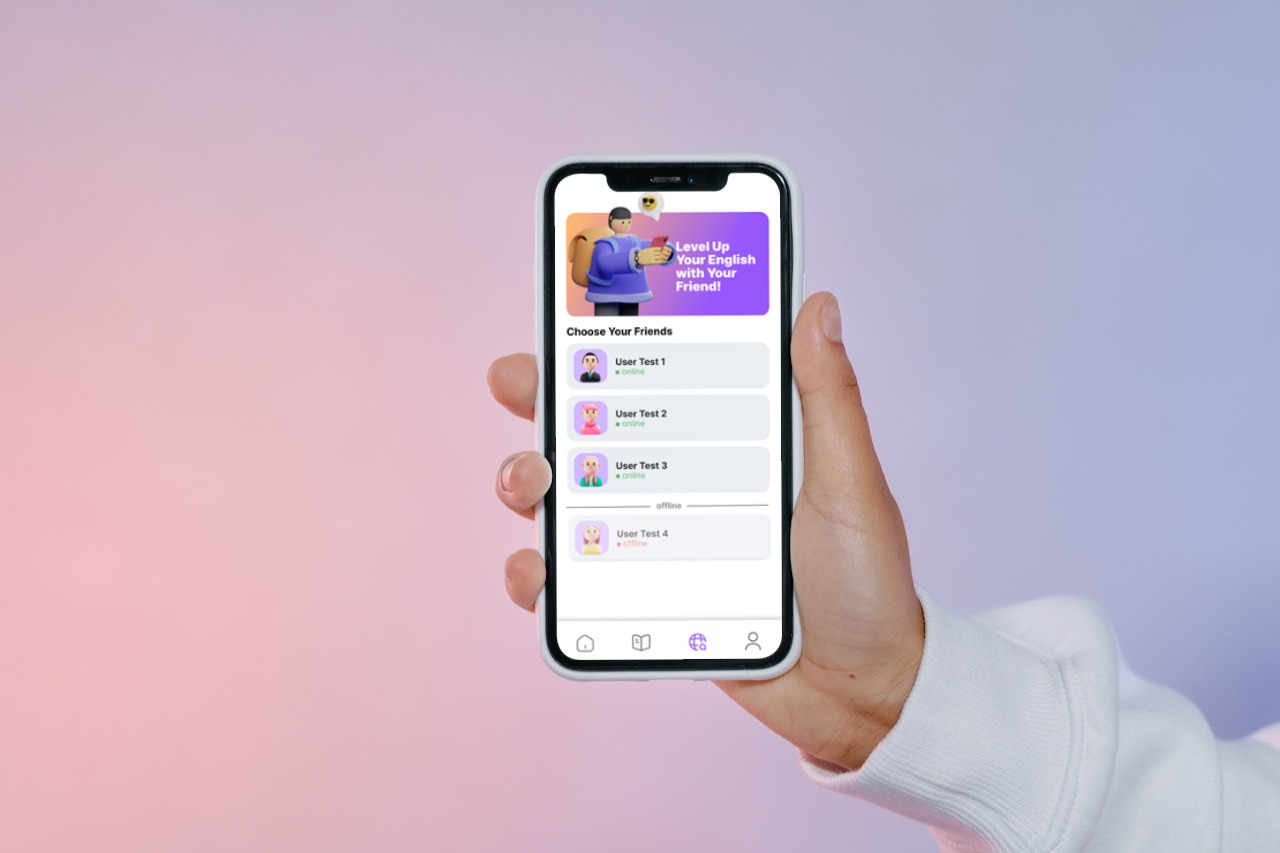 Level Up
Your English
with Your
Friend!
Choose Your Friends
User Test 1
online
User Test 2
online
User Test 3
online
offline
User Test 4
offline